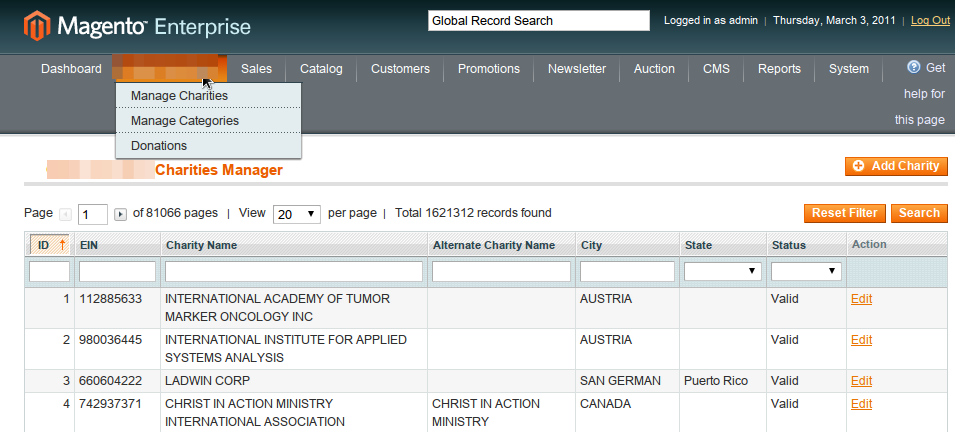 Magento Enterprise
Global Record Search
Logged in as admin | Thursday, March 3, 2011 | Log Out
Dashboard Sales Catalog Customers Promotions Newsletter Auction CMS Reports System ? Get
help for
this page
Manage Charities
Manage Categories
Donations
Charities Manager
Add Charity
Page 1 of 81066 pages | View 20 per page | Total 1621312 records found
Reset Filter Search
ID EIN Charity Name Alternate Charity Name City State Status Action
1 112885633 INTERNATIONAL ACADEMY OF TUMOR AUSTRIA Valid Edit
MARKER ONCOLOGY INC
2 980036445 INTERNATIONAL INSTITUTE FOR APPLIED AUSTRIA Valid Edit
SYSTEMS ANALYSIS
3 660604222 LADWIN CORP SAN GERMAN Puerto Rico Valid Edit
4 742937371 CHRIST IN ACTION MINISTRY CHRIST IN ACTION CANADA Valid Edit
INTERNATIONAL ASSOCIATION MINISTRY